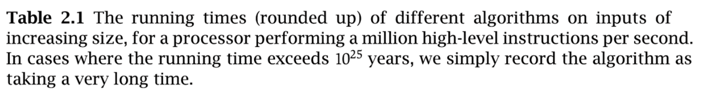 Table 2.1 The running times (rounded up) of different algorithms on inputs of
increasing size, for a processor performing a million high-level instructions per second.
In cases where the running time exceeds 10²⁵ years, we simply record the algorithm as
taking a very long time.